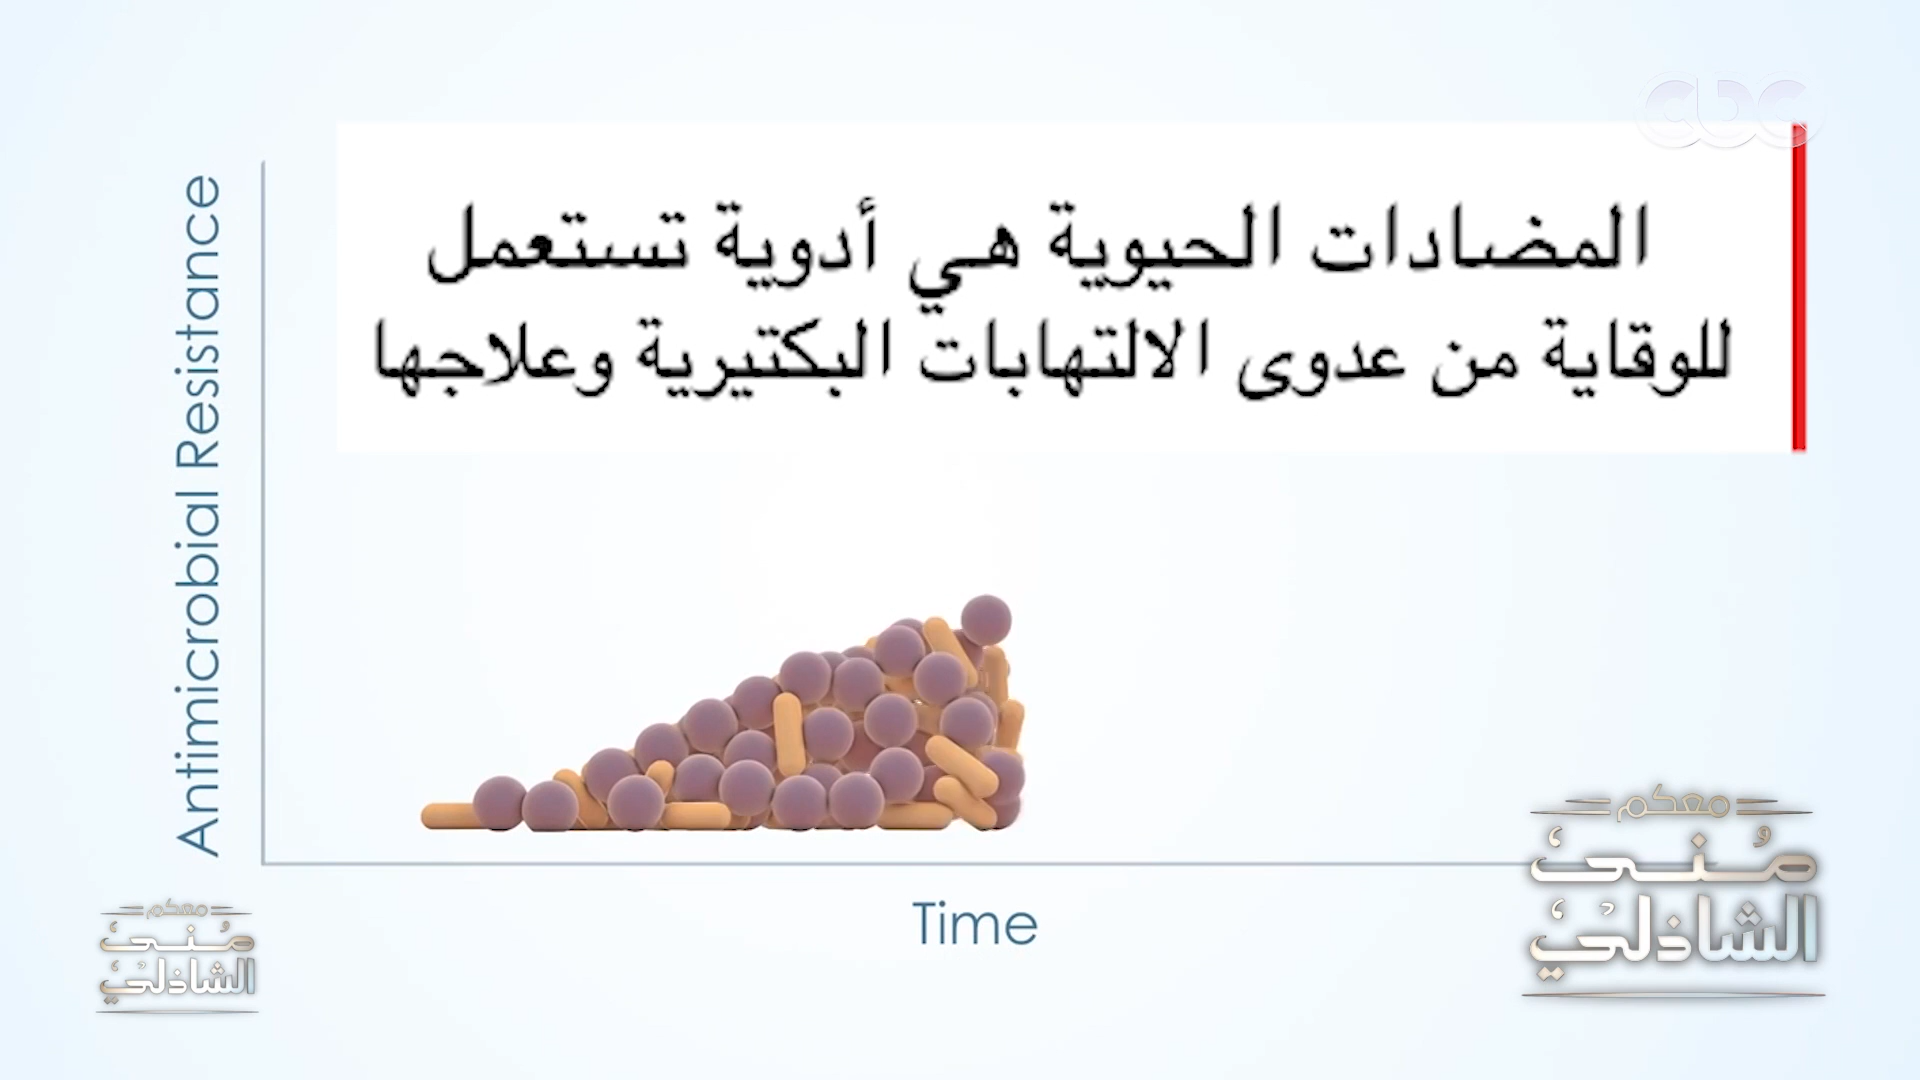 cbc
المضادات الحيوية هي أدوية تستعمل
للوقاية من عدوى الالتهابات البكتيرية وعلاجها
Antimicrobial Resistance
Time
معكم
مُنى
الشاذلي
معكم
مُنى
الشاذلي